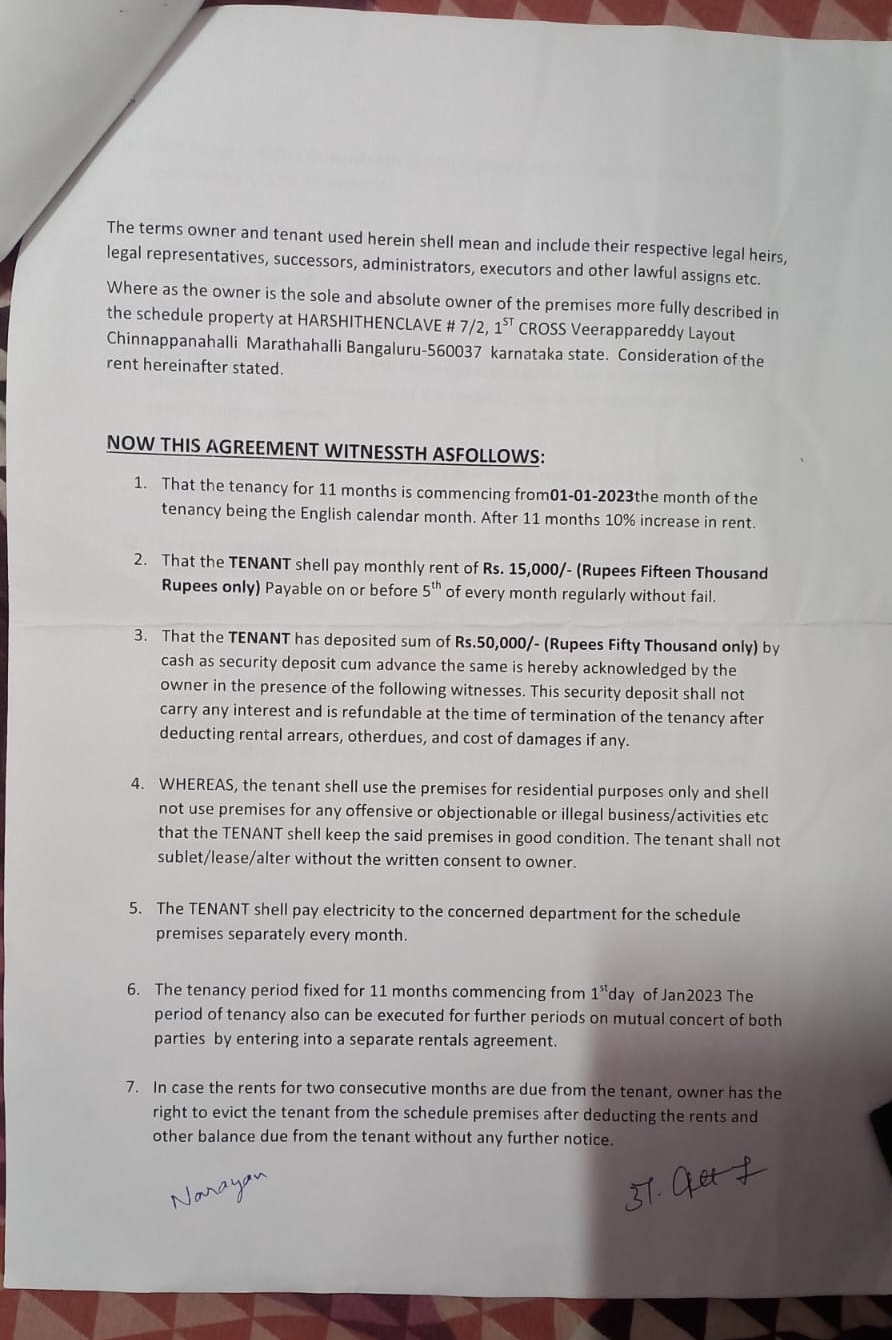 The terms owner and tenant used herein shell mean and include their respective legal heirs,
legal representatives, successors, administrators, executors and other lawful assigns etc.
Where as the owner is the sole and absolute owner of the premises more fully described in
the schedule property at HARSHITHENCLAVE # 7/2, 1ST CROSS Veerappareddy Layout
Chinnappanahalli Marathahalli Bangaluru-560037 karnataka state. Consideration of the
rent hereinafter stated.
NOW THIS AGREEMENT WITNESSTH ASFOLLOWS:
1. That the tenancy for 11 months is commencing from01-01-2023the month of the
tenancy being the English calendar month. After 11 months 10% increase in rent.
2. That the TENANT shell pay monthly rent of Rs. 15,000/- (Rupees Fifteen Thousand
Rupees only) Payable on or before 5th of every month regularly without fail.
3. That the TENANT has deposited sum of Rs.50,000/- (Rupees Fifty Thousand only) by
cash as security deposit cum advance the same is hereby acknowledged by the
owner in the presence of the following witnesses. This security deposit shall not
carry any interest and is refundable at the time of termination of the tenancy after
deducting rental arrears, otherdues, and cost of damages if any.
4. WHEREAS, the tenant shell use the premises for residential purposes only and shell
not use premises for any offensive or objectionable or illegal business/activities etc
that the TENANT shell keep the said premises in good condition. The tenant shall not
sublet/lease/alter without the written consent to owner.
5. The TENANT shell pay electricity to the concerned department for the schedule
premises separately every month.
6. The tenancy period fixed for 11 months commencing from 1stday of Jan2023 The
period of tenancy also can be executed for further periods on mutual concert of both
parties by entering into a separate rentals agreement.
7. In case the rents for two consecutive months are due from the tenant, owner has the
right to evict the tenant from the schedule premises after deducting the rents and
other balance due from the tenant without any further notice.
Narayan